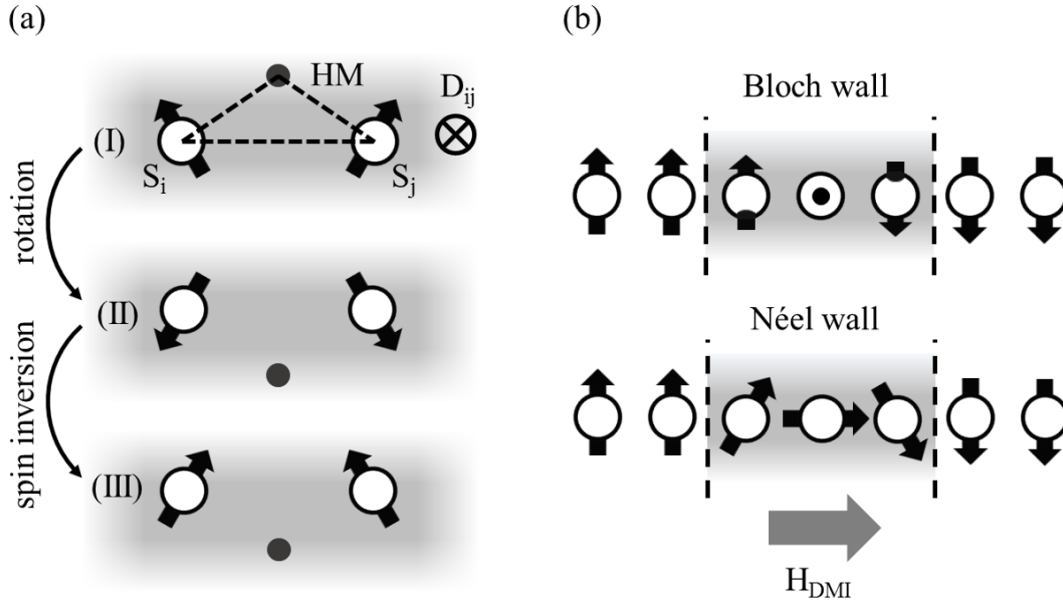 (a)
HM
D_ij
(I)
S_i
S_j
rotation
(II)
spin inversion
(III)
(b)
Bloch wall
Néel wall
H_DMI